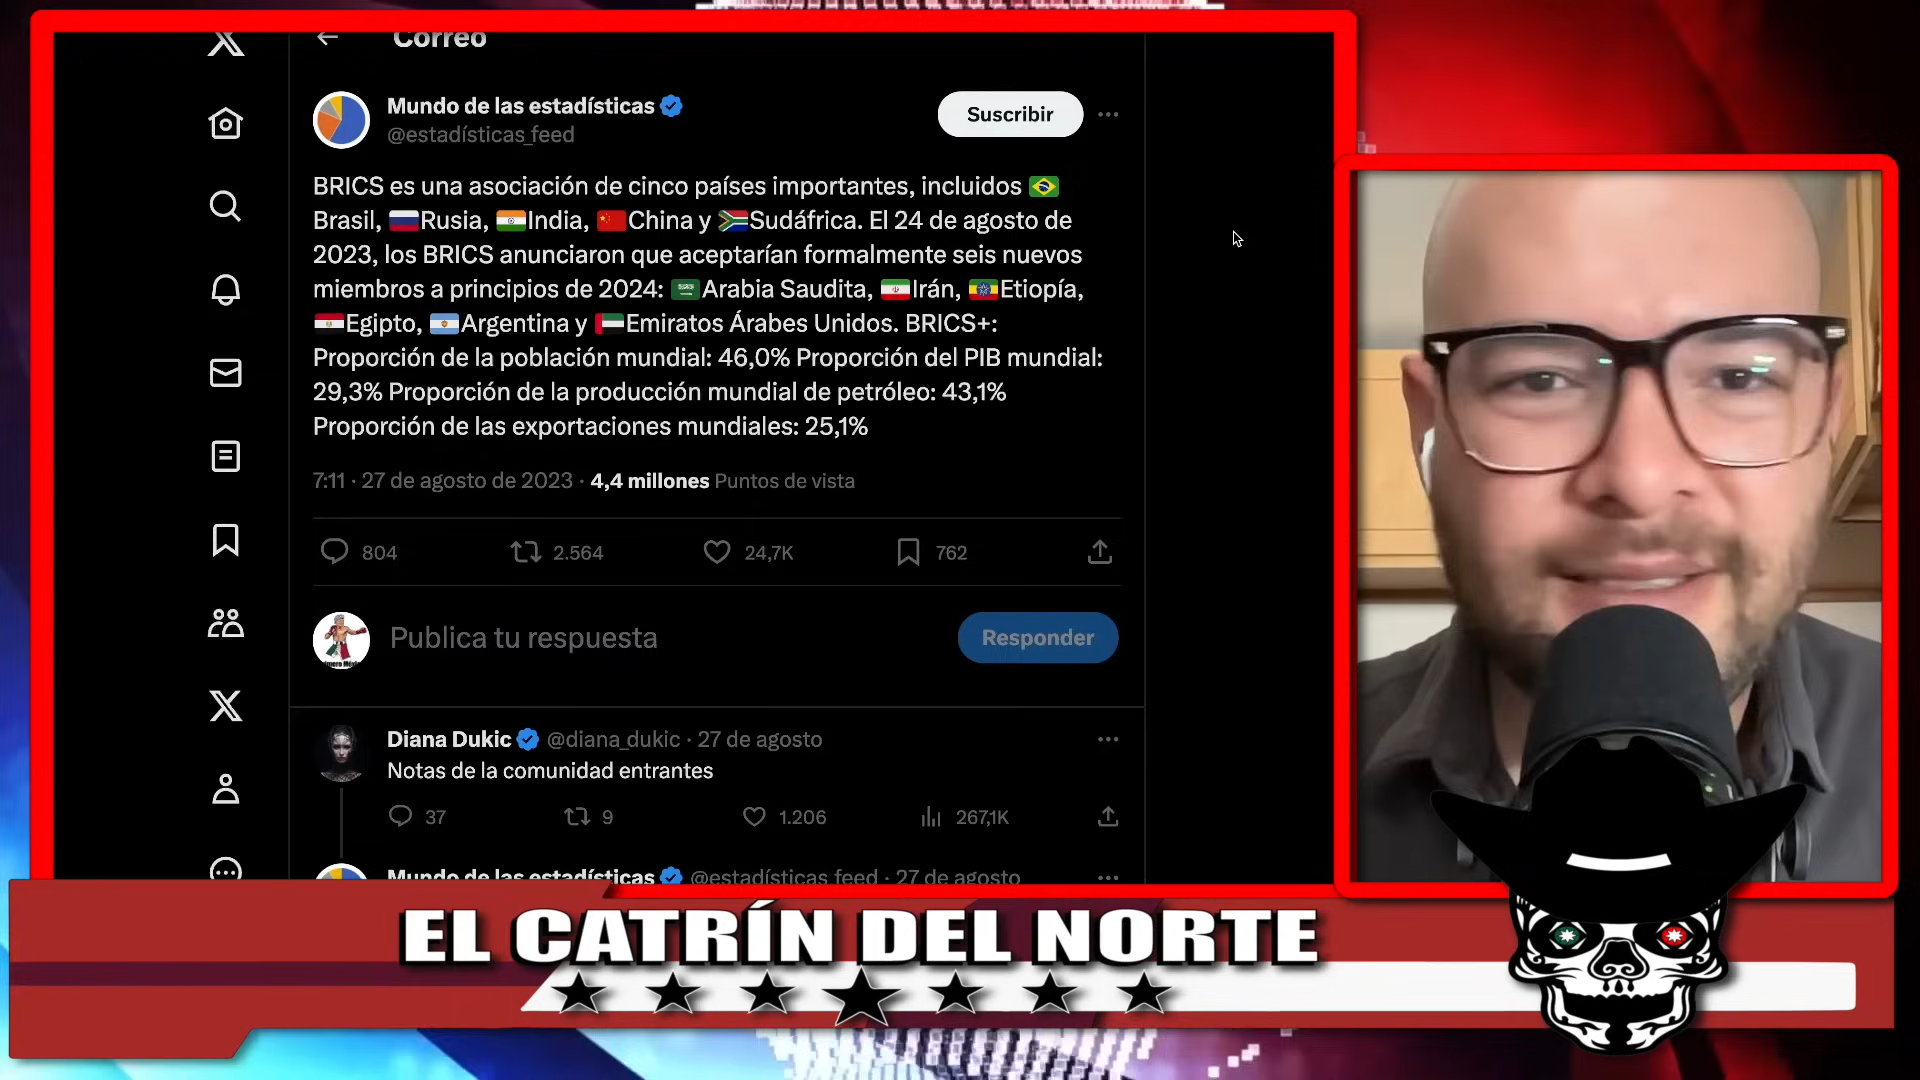 Correo
Mundo de las estadísticas
@estadísticas_feed
Suscribir
BRICS es una asociación de cinco países importantes, incluidos
Brasil, Rusia, India, China y Sudáfrica. El 24 de agosto de
2023, los BRICS anunciaron que aceptarían formalmente seis nuevos
miembros a principios de 2024: Arabia Saudita, Irán, Etiopía,
Egipto, Argentina y Emiratos Árabes Unidos. BRICS+:
Proporción de la población mundial: 46,0% Proporción del PIB mundial:
29,3% Proporción de la producción mundial de petróleo: 43,1%
Proporción de las exportaciones mundiales: 25,1%
7:11 · 27 de agosto de 2023 · 4,4 millones Puntos de vista
804 2.564 24,7K 762
Publica tu respuesta
Responder
Diana Dukic @diana_dukic · 27 de agosto
Notas de la comunidad entrantes
37 9 1.206 267,1K
Mundo de las estadísticas @estadísticas_feed · 27 de agosto
EL CATRÍN DEL NORTE